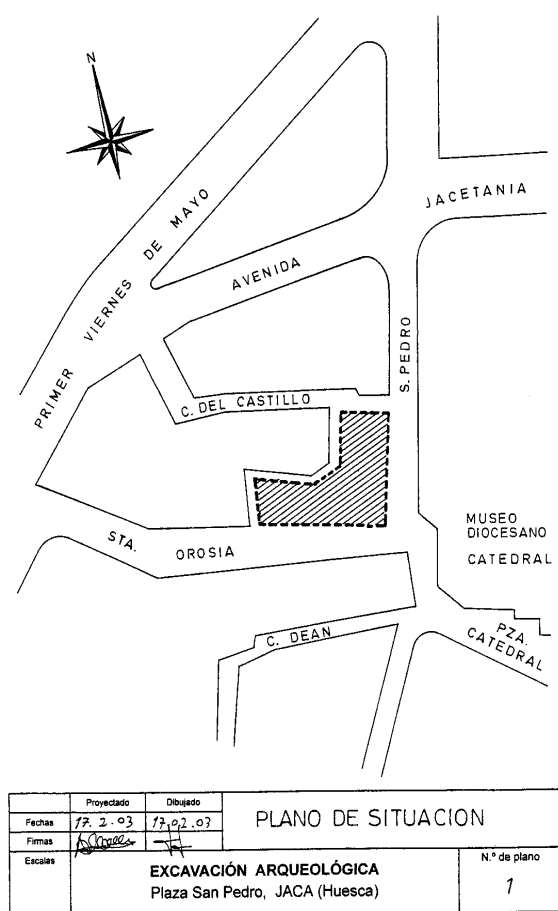 N
JACETANIA
PRIMER VIERNES DE MAYO
AVENIDA
S. PEDRO
C. DEL CASTILLO
MUSEO
DIOCESANO
CATEDRAL
STA. OROSIA
PZA.
CATEDRAL
C. DEAN
Proyectado Dibujado
Fechas 17.2.03 17.02.03
PLANO DE SITUACION
Firmas
Escalas
EXCAVACIÓN ARQUEOLÓGICA
Plaza San Pedro, JACA (Huesca)
N.º de plano
1